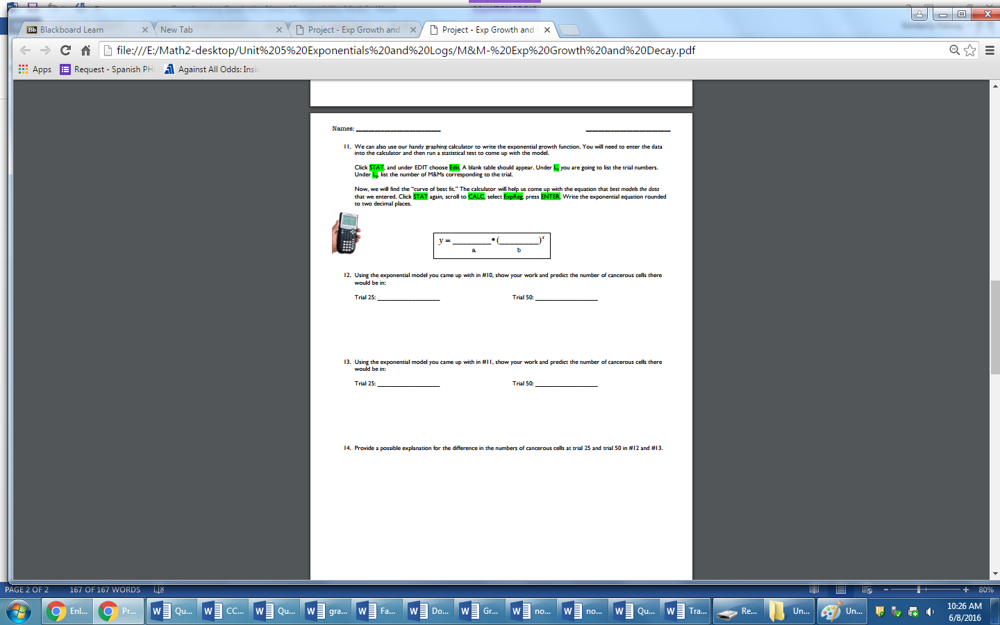 Blackboard Learn
New Tab
Project - Exp Growth and
Project - Exp Growth and
file:///E:/Math2-desktop/Unit%205%20Exponentials%20and%20Logs/M&M-%20Exp%20Growth%20and%20Decay.pdf
Apps
Request - Spanish PH
Against All Odds: Insi
Names: ____________________ ____________________
11. We can also use our handy graphing calculator to write the exponential growth function. You will need to enter the data
into the calculator and then run a statistical test to come up with the model.
Click STAT, and under EDIT choose Edit. A blank table should appear. Under L1 you are going to list the trial numbers.
Under L2, list the number of M&Ms corresponding to the trial.
Now, we will find the “curve of best fit.” The calculator will help us come up with the equation that best models the data
that we entered. Click STAT again, scroll to CALC, select ExpReg, press ENTER. Write the exponential equation rounded
to two decimal places.
y = ________•(________)^x
a b
12. Using the exponential model you came up with in #10, show your work and predict the number of cancerous cells there
would be in:
Trial 25: __________________ Trial 50: __________________
13. Using the exponential model you came up with in #11, show your work and predict the number of cancerous cells there
would be in:
Trial 25: __________________ Trial 50: __________________
14. Provide a possible explanation for the difference in the numbers of cancerous cells at trial 25 and trial 50 in #12 and #13.
PAGE 2 OF 2 167 OF 167 WORDS 80%
Enl... Pr... Qu... CC... Qu... gra... Fa... Do... Gr... no... no... Qu... Tra... Re... Un... Un...
10:26 AM
6/8/2016